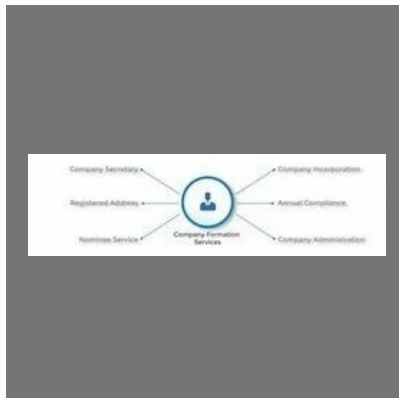 Company Secretary
Company Incorporation
Registered Address
Annual Compliance
Nominee Service
Company Formation
Services
Company Administration